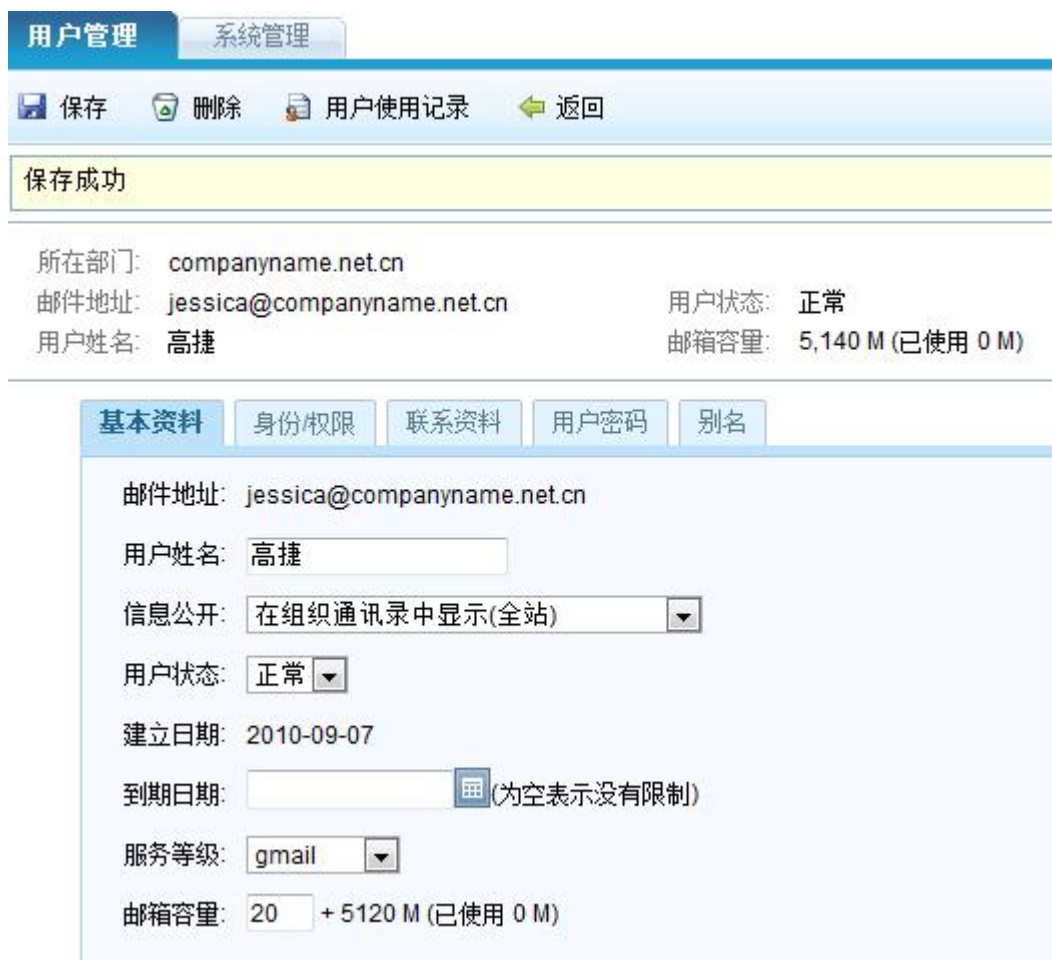 用户管理 系统管理
保存 删除 用户使用记录 返回
保存成功
所在部门: companyname.net.cn
邮件地址: jessica@companyname.net.cn 用户状态: 正常
用户姓名: 高捷 邮箱容量: 5,140 M (已使用 0 M)
基本资料 身份/权限 联系资料 用户密码 别名
邮件地址: jessica@companyname.net.cn
用户姓名: 高捷
信息公开: 在组织通讯录中显示(全站)
用户状态: 正常
建立日期: 2010-09-07
到期日期: (为空表示没有限制)
服务等级: gmail
邮箱容量: 20 + 5120 M (已使用 0 M)